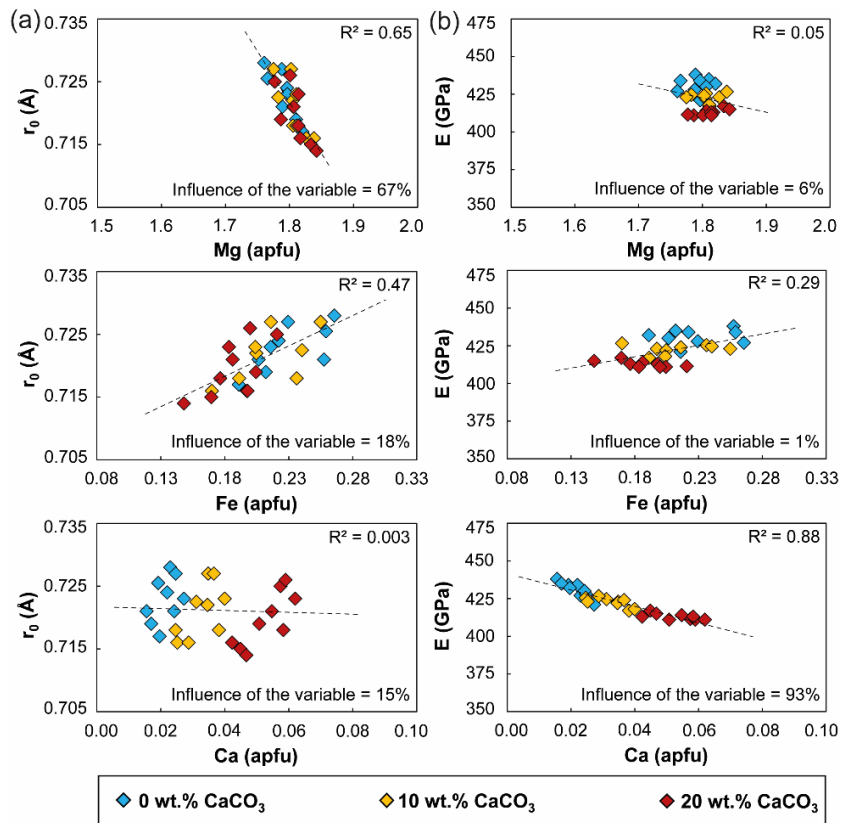 (a)
R² = 0.65
r₀ (Å)
0.735
0.725
0.715
0.705
Influence of the variable = 67%
1.5 1.6 1.7 1.8 1.9 2.0
Mg (apfu)
(b)
R² = 0.05
E (GPa)
475
450
425
400
375
350
Influence of the variable = 6%
1.5 1.6 1.7 1.8 1.9 2.0
Mg (apfu)
R² = 0.47
r₀ (Å)
0.735
0.725
0.715
0.705
Influence of the variable = 18%
0.08 0.13 0.18 0.23 0.28 0.33
Fe (apfu)
R² = 0.29
E (GPa)
475
450
425
400
375
350
Influence of the variable = 1%
0.08 0.13 0.18 0.23 0.28 0.33
Fe (apfu)
R² = 0.003
r₀ (Å)
0.735
0.725
0.715
0.705
Influence of the variable = 15%
0.00 0.02 0.04 0.06 0.08 0.10
Ca (apfu)
R² = 0.88
E (GPa)
475
450
425
400
375
350
Influence of the variable = 93%
0.00 0.02 0.04 0.06 0.08 0.10
Ca (apfu)
0 wt.% CaCO₃ 10 wt.% CaCO₃ 20 wt.% CaCO₃